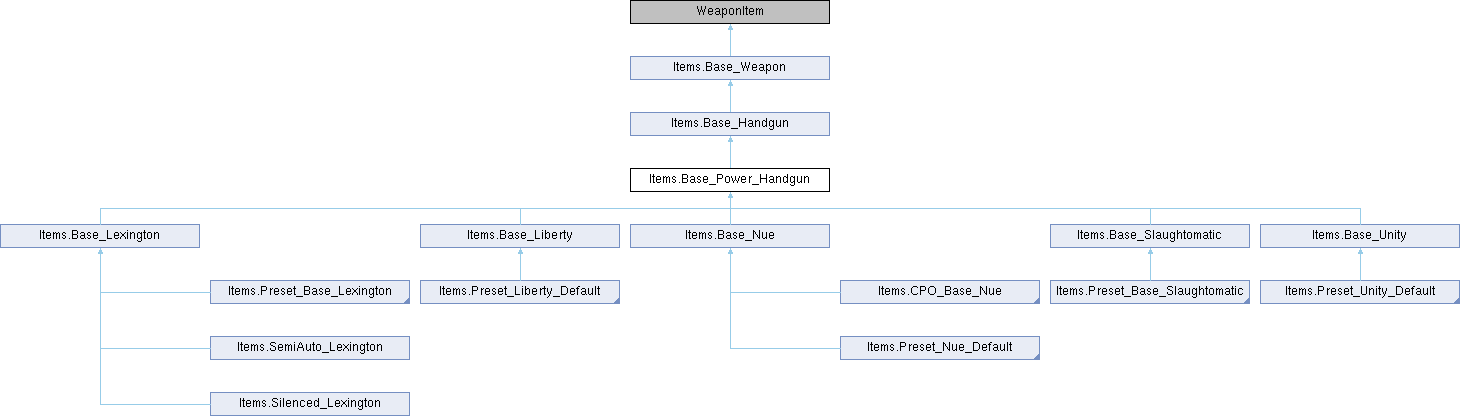 WeaponItem
Items.Base_Weapon
Items.Base_Handgun
Items.Base_Power_Handgun
Items.Base_Lexington
Items.Base_Liberty
Items.Base_Nue
Items.Base_Slaughtomatic
Items.Base_Unity
Items.Preset_Base_Lexington
Items.Preset_Liberty_Default
Items.CPO_Base_Nue
Items.Preset_Base_Slaughtomatic
Items.Preset_Unity_Default
Items.SemiAuto_Lexington
Items.Preset_Nue_Default
Items.Silenced_Lexington